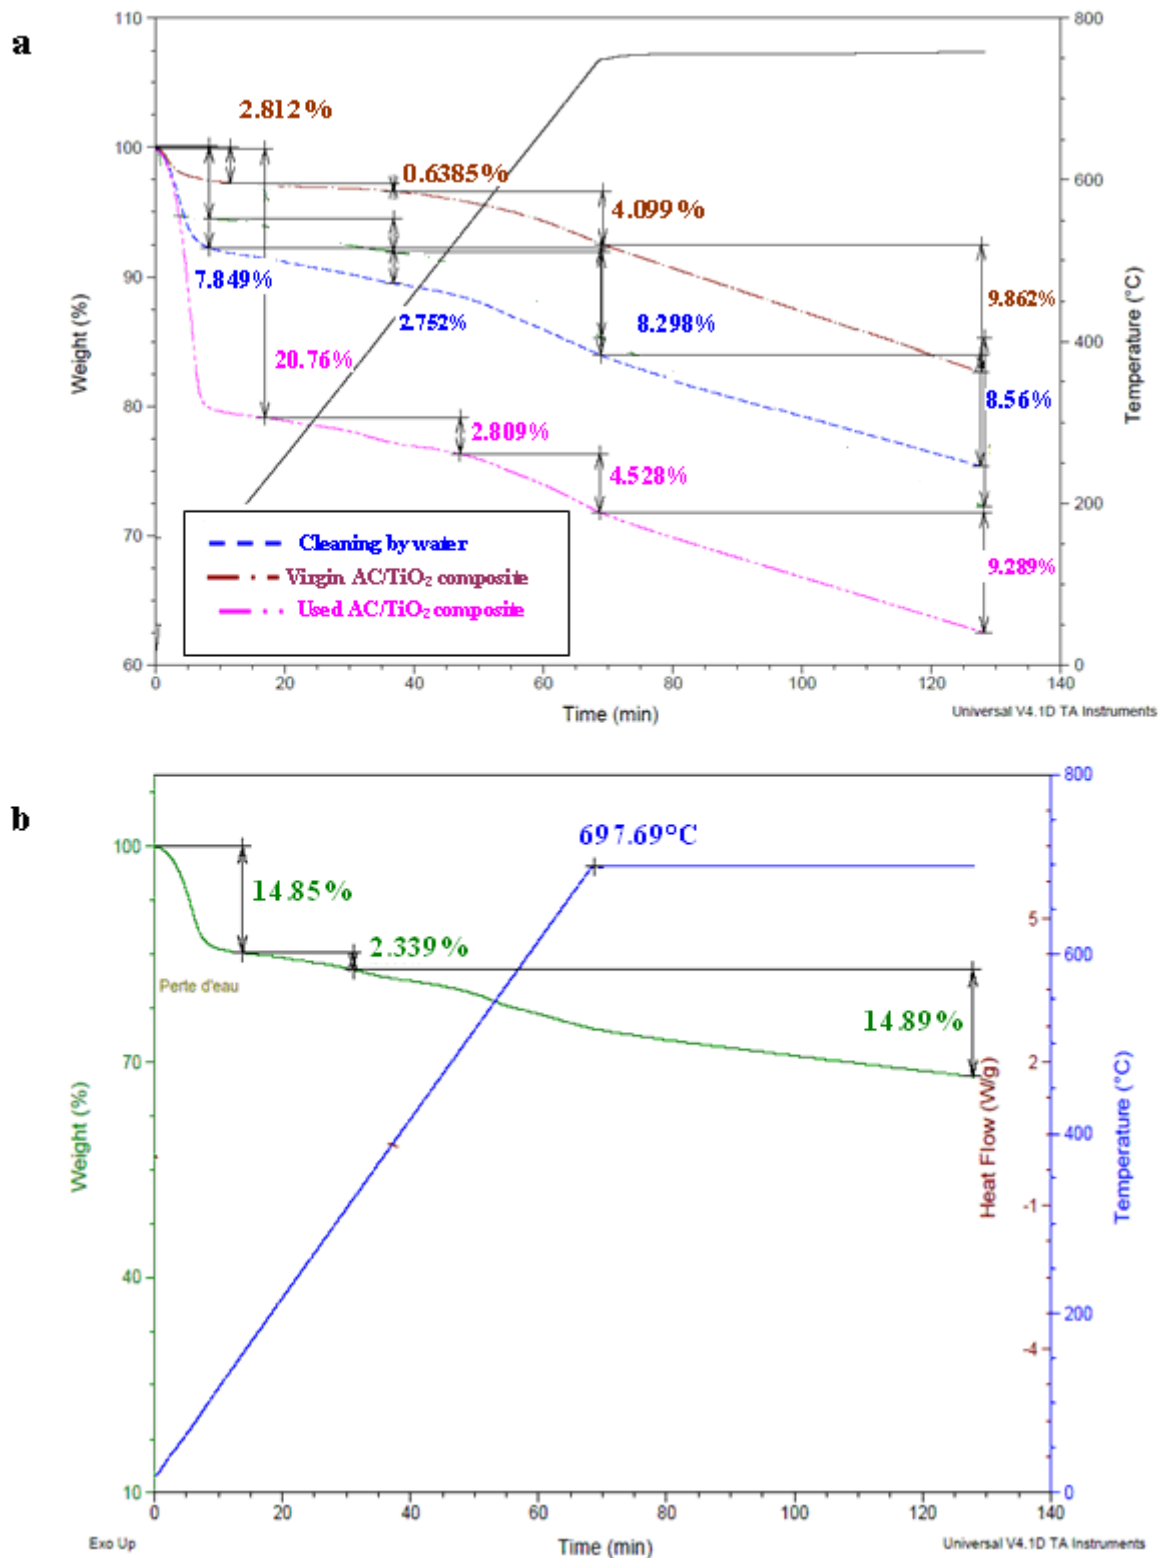 a
110
100
90
80
70
60
Weight (%)
800
600
400
200
0
Temperature (°C)
2.812%
0.6385%
4.099%
9.862%
7.849%
2.752%
8.298%
8.56%
20.76%
2.809%
4.528%
9.289%
Cleaning by water
Virgin AC/TiO₂ composite
Used AC/TiO₂ composite
0 20 40 60 80 100 120 140
Time (min)
Universal V4.1D TA Instruments
b
100
70
40
10
Weight (%)
800
600
400
200
0
Temperature (°C)
5
2
-1
-4
Heat Flow (W/g)
697.69°C
14.85%
2.339%
14.89%
Perte d'eau
0 20 40 60 80 100 120 140
Exo Up
Time (min)
Universal V4.1D TA Instruments